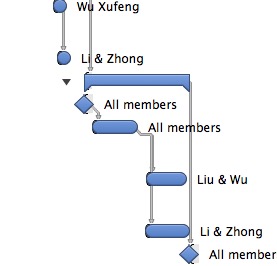 Wu Xufeng
Li & Zhong
All members
All members
Liu & Wu
Li & Zhong
All member